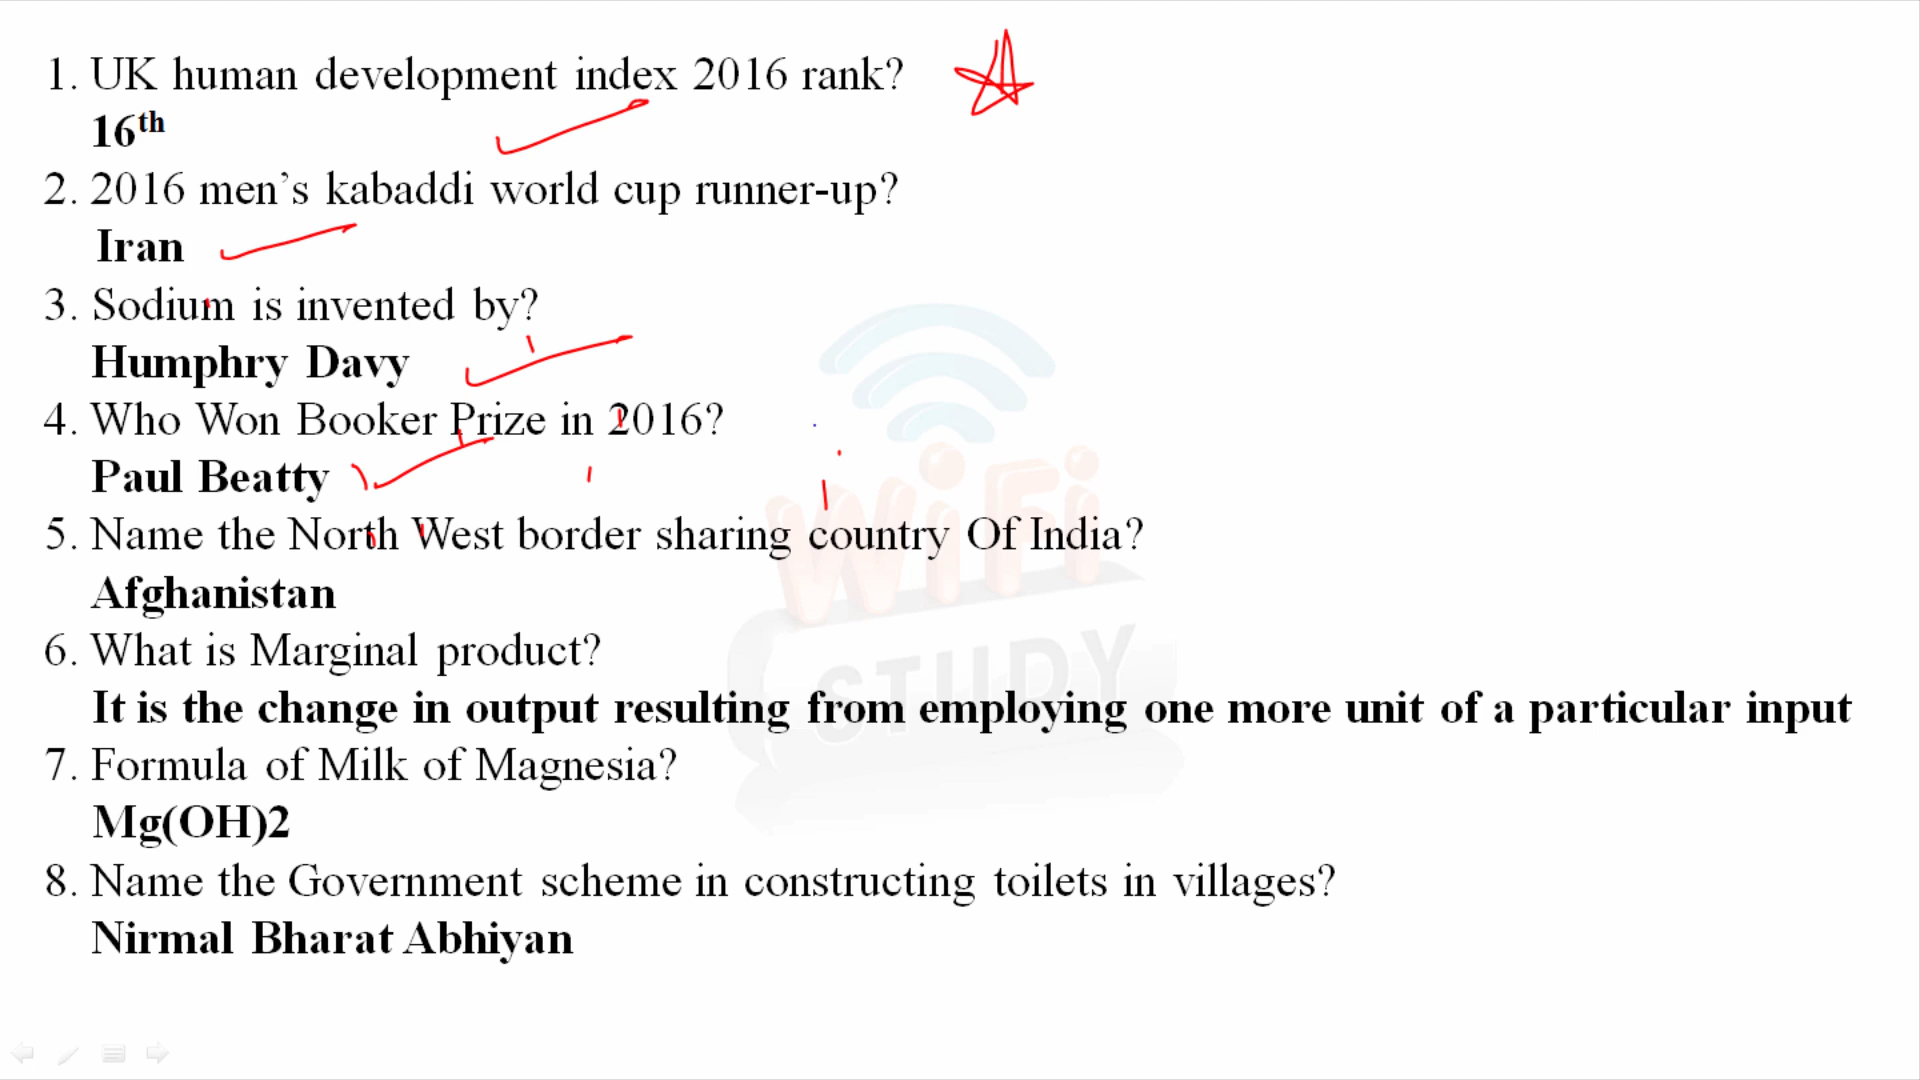 1. UK human development index 2016 rank?
16th
2. 2016 men’s kabaddi world cup runner-up?
Iran
3. Sodium is invented by?
Humphry Davy
4. Who Won Booker Prize in 2016?
Paul Beatty
5. Name the North West border sharing country Of India?
Afghanistan
6. What is Marginal product?
It is the change in output resulting from employing one more unit of a particular input
7. Formula of Milk of Magnesia?
Mg(OH)2
8. Name the Government scheme in constructing toilets in villages?
Nirmal Bharat Abhiyan
WiFi
STUDY